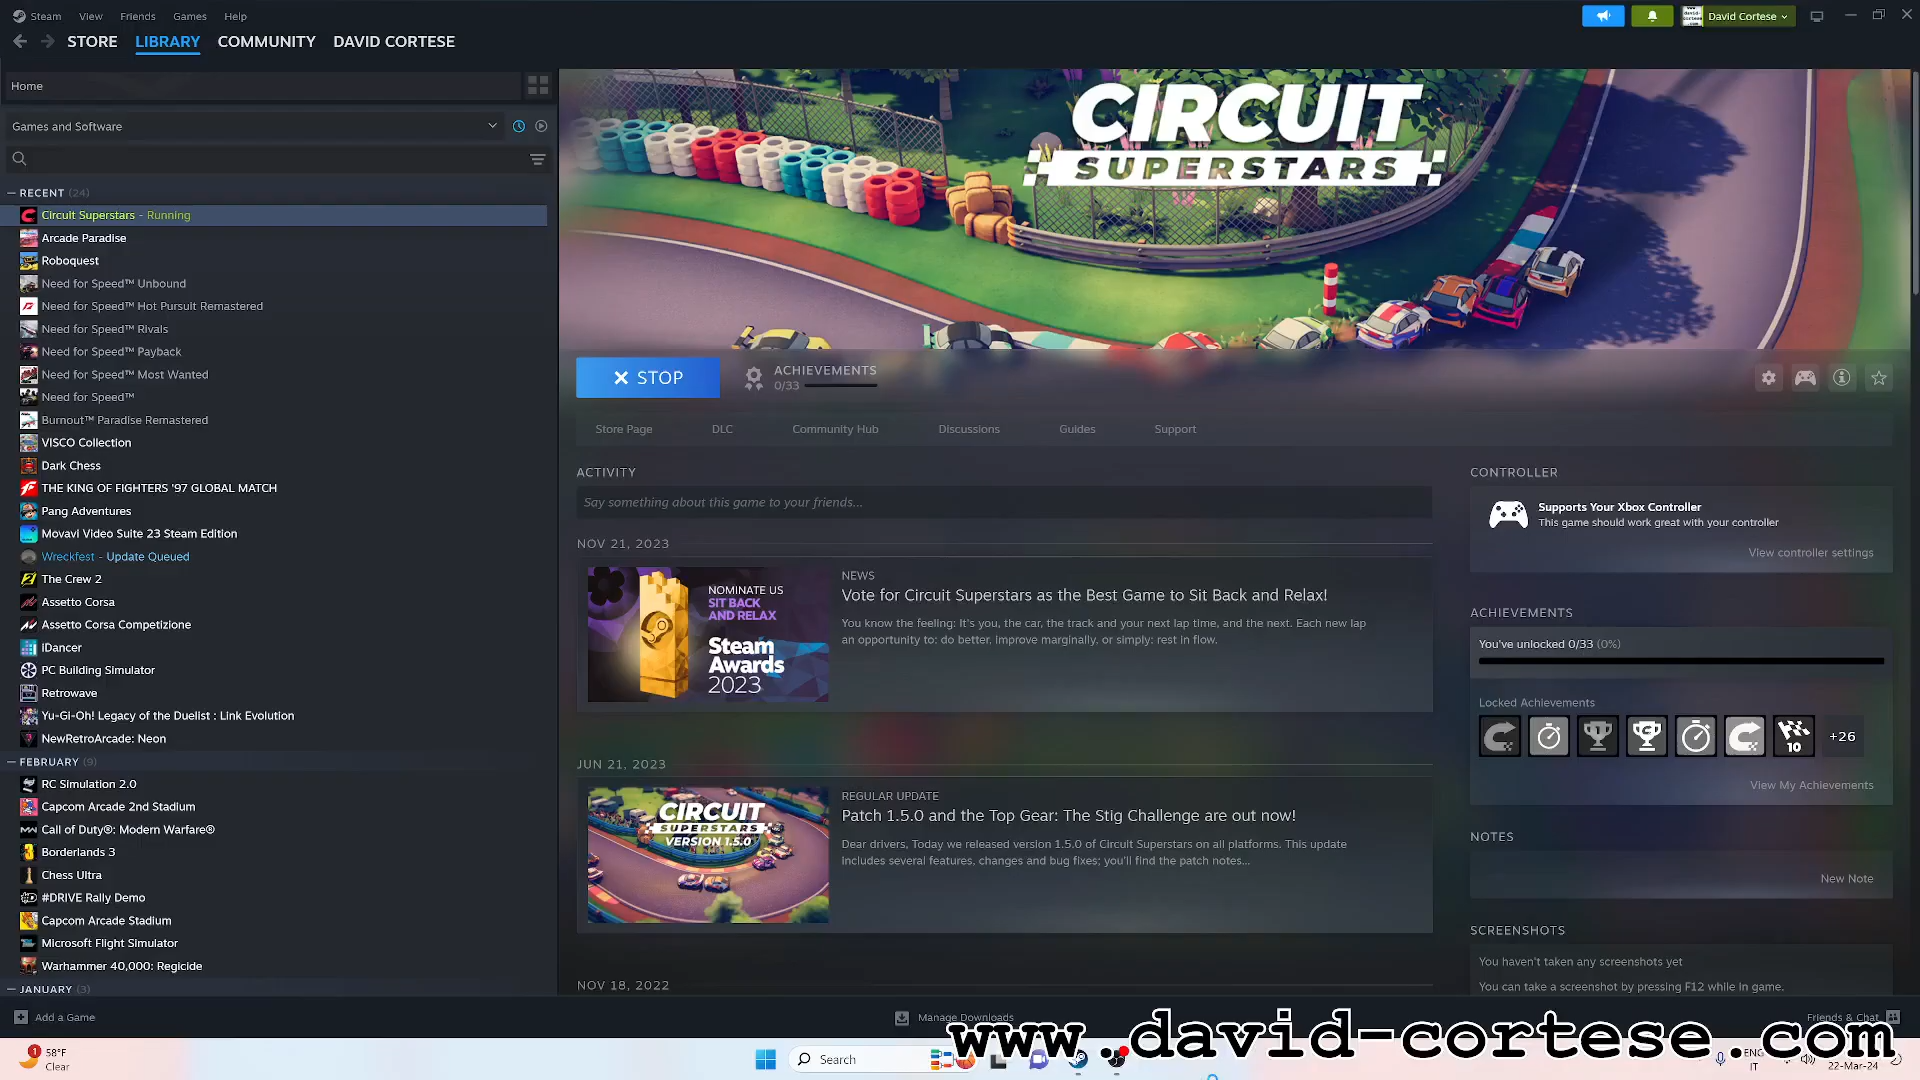 Steam View Friends Games Help
David Cortese
STORE LIBRARY COMMUNITY DAVID CORTESE
Home
Games and Software
RECENT (24)
Circuit Superstars - Running
Arcade Paradise
Roboquest
Need for Speed™ Unbound
Need for Speed™ Hot Pursuit Remastered
Need for Speed™ Rivals
Need for Speed™ Payback
Need for Speed™ Most Wanted
Need for Speed™
Burnout™ Paradise Remastered
VISCO Collection
Dark Chess
THE KING OF FIGHTERS '97 GLOBAL MATCH
Pang Adventures
Movavi Video Suite 23 Steam Edition
Wreckfest - Update Queued
The Crew 2
Assetto Corsa
Assetto Corsa Competizione
iDancer
PC Building Simulator
Retrowave
Yu-Gi-Oh! Legacy of the Duelist : Link Evolution
NewRetroArcade: Neon
FEBRUARY (9)
RC Simulation 2.0
Capcom Arcade 2nd Stadium
Call of Duty®: Modern Warfare®
Borderlands 3
Chess Ultra
#DRIVE Rally Demo
Capcom Arcade Stadium
Microsoft Flight Simulator
Warhammer 40,000: Regicide
JANUARY (3)
Add a Game
CIRCUIT
SUPERSTARS
STOP
ACHIEVEMENTS
0/33
Store Page DLC Community Hub Discussions Guides Support
ACTIVITY
Say something about this game to your friends...
NOV 21, 2023
NOMINATE US
SIT BACK
AND RELAX
Steam
Awards
2023
NEWS
Vote for Circuit Superstars as the Best Game to Sit Back and Relax!
You know the feeling: It's you, the car, the track and your next lap time, and the next. Each new lap
an opportunity to: do better, improve marginally, or simply: rest in flow.
JUN 21, 2023
CIRCUIT
SUPERSTARS
VERSION 1.5.0
REGULAR UPDATE
Patch 1.5.0 and the Top Gear: The Stig Challenge are out now!
Dear drivers, Today we released version 1.5.0 of Circuit Superstars on all platforms. This update
includes several features, changes and bug fixes; you'll find the patch notes...
NOV 18, 2022
CONTROLLER
Supports Your Xbox Controller
This game should work great with your controller
View controller settings
ACHIEVEMENTS
You've unlocked 0/33 (0%)
Locked Achievements
10
+26
View My Achievements
NOTES
New Note
SCREENSHOTS
You haven't taken any screenshots yet
You can take a screenshot by pressing F12 while in game.
Manage Downloads
Friends & Chat
www.david-cortese.com
1
58°F
Clear
Search
ENG
IT
22-Mar-24